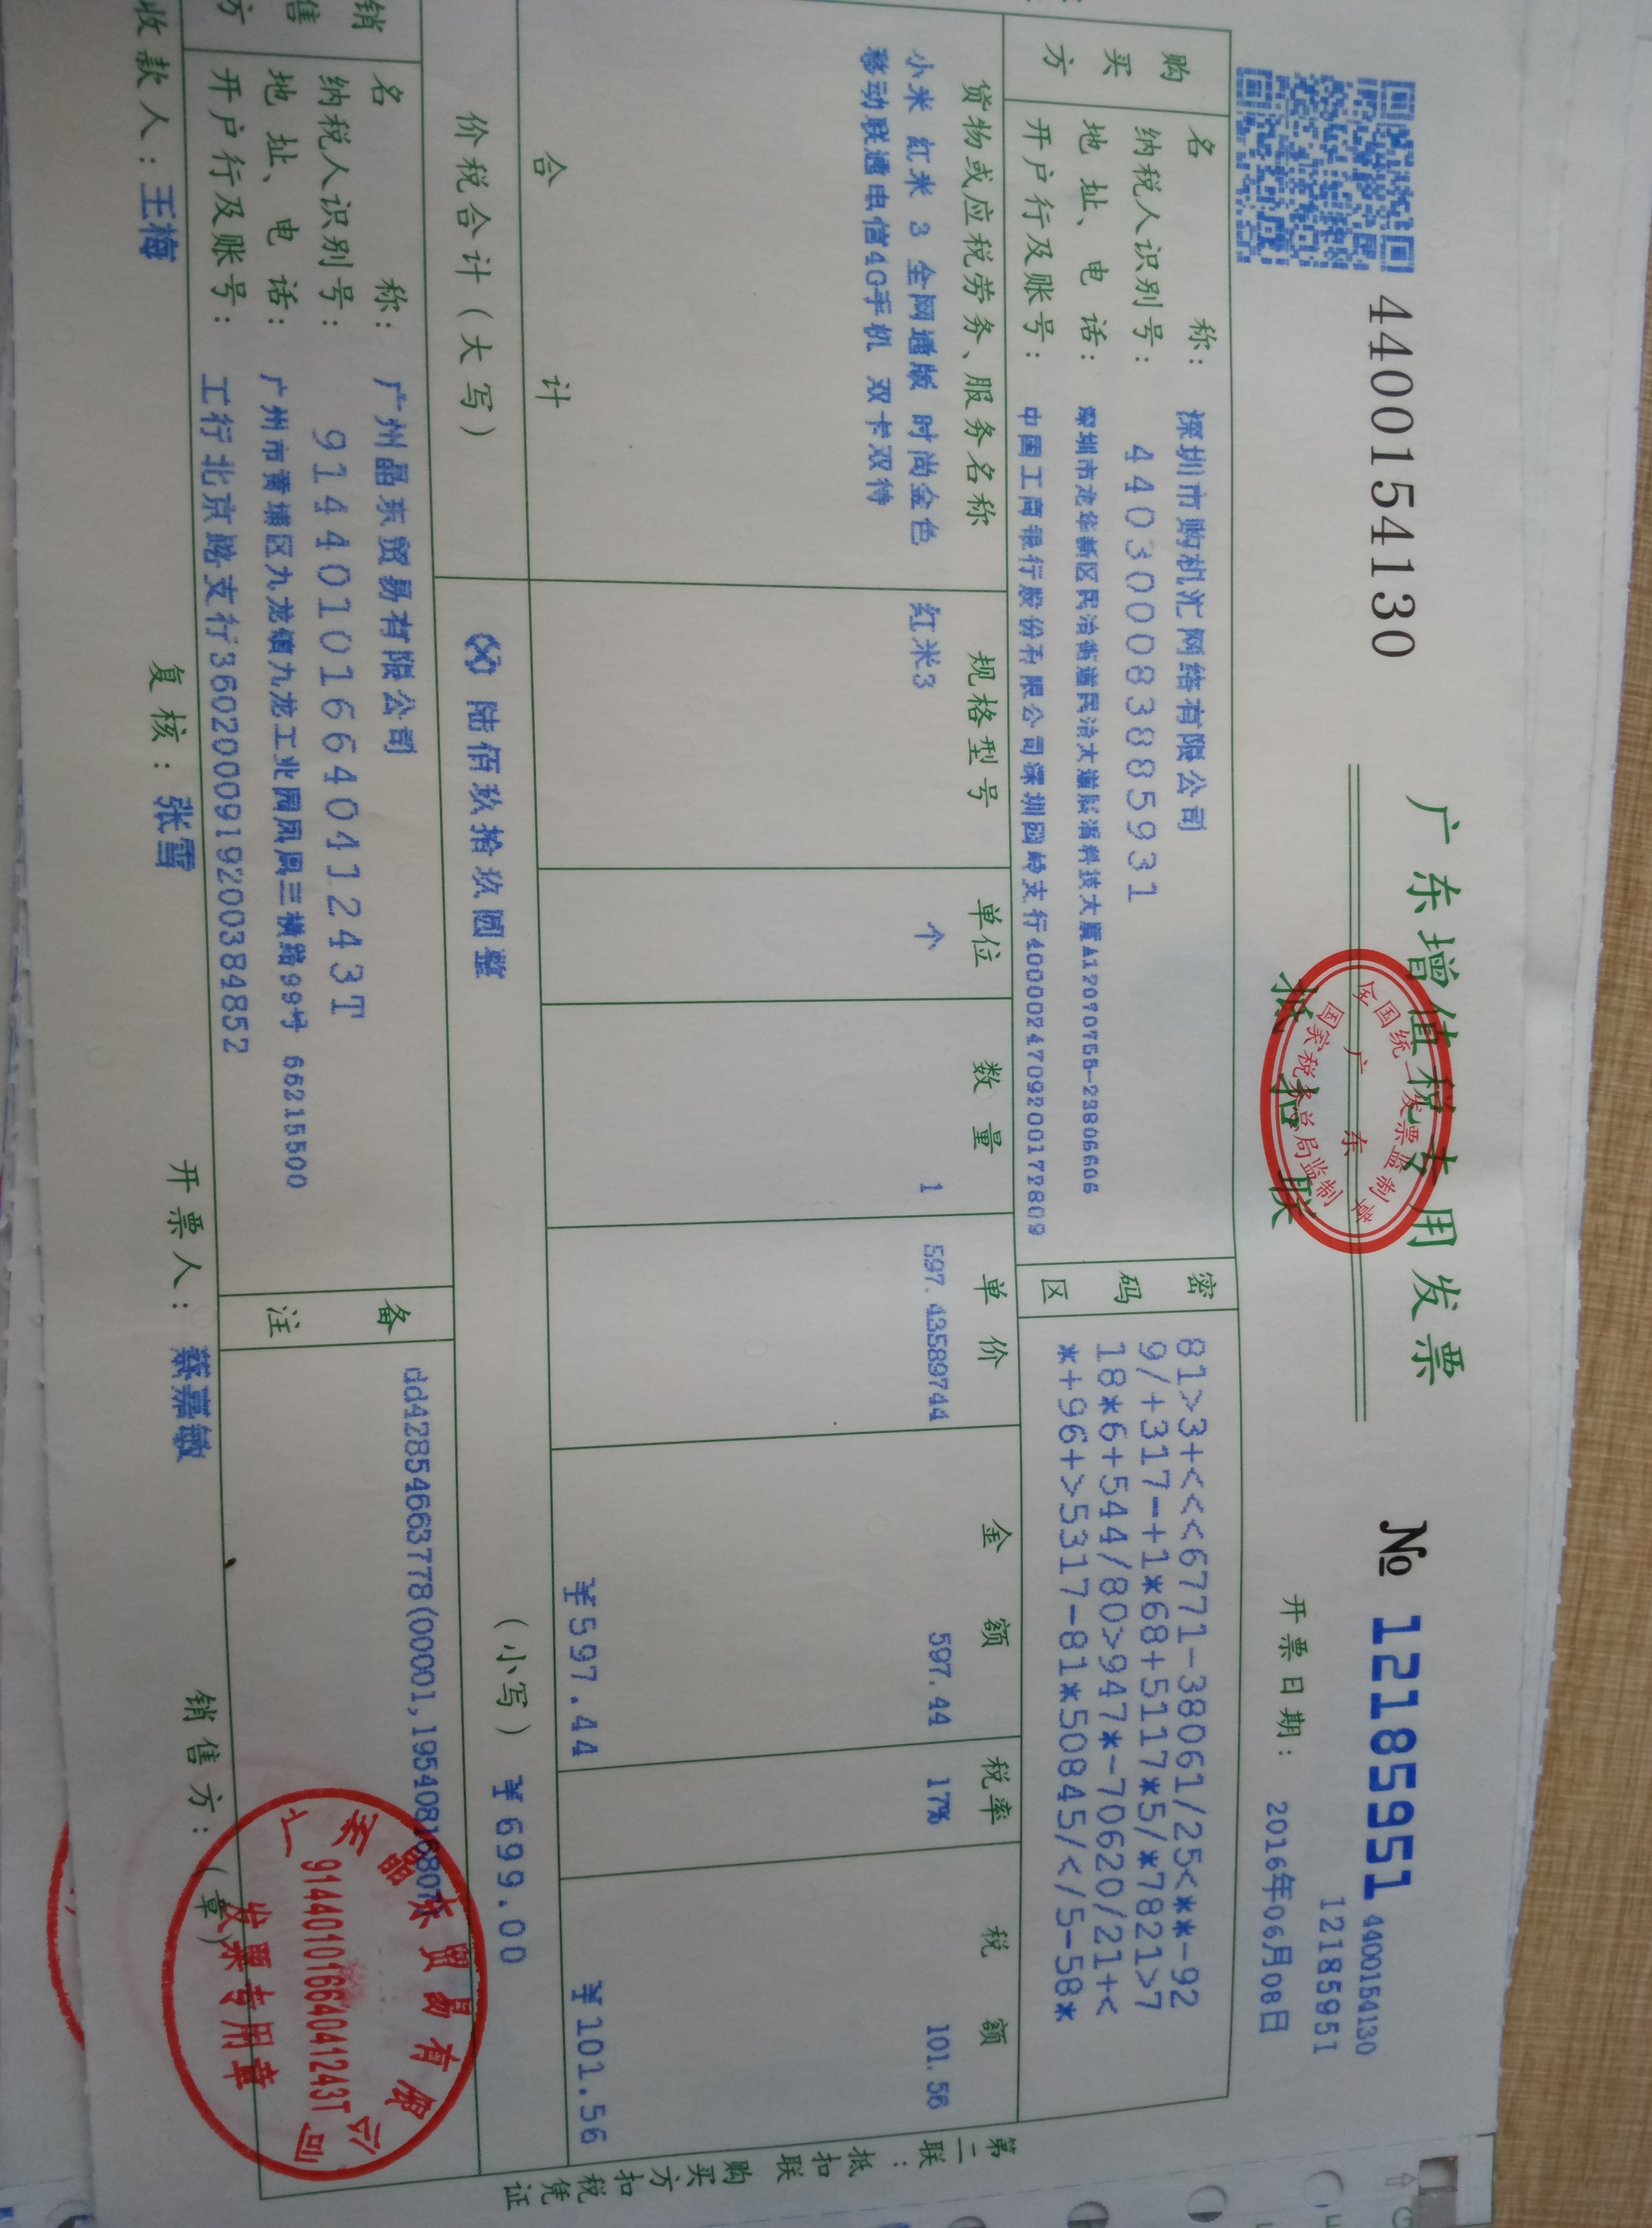 4400154130
广东增值税专用发票
抵扣联
全国统一发票监制章
广东
国家税务总局监制
№ 12185951
4400154130
12185951
开票日期: 2016年06月08日
购买方
名称: 深圳市购机汇网络有限公司
纳税人识别号: 440300083885931
地址、电话: 深圳市龙华新区民治街道民治大道 科技大厦A12070755-23806606
开户行及账号: 中国工商银行股份有限公司深圳园岭支行4000024709200172809
密码区
81>3+<<<6771-38061/25<**-92
9/+317-+1*68+5117*5/*7821>7
18*6+544/80>947*-70620/21+<
*+96+>5317-81*50845/</5-58*
货物或应税劳务、服务名称 规格型号 单位 数量 单价 金额 税率 税额
小米 红米 3 全网通版 时尚金色 红米3 个 1 597.43589744 597.44 17% 101.56
移动联通电信4G手机 双卡双待
合计 ¥597.44 ¥101.56
价税合计(大写) ⊗ 陆佰玖拾玖圆整 (小写) ¥699.00
销售方
名称: 广州晶东贸易有限公司
纳税人识别号: 91440101664041243T
地址、电话: 广州市黄埔区九龙镇九龙工业园凤凰三横路99号 66215500
开户行及账号: 工行北京路支行3602000919200384852
备注
dd42854663778(00001,19540816807)
收款人: 王梅
复核: 张雪
开票人: 蔡嘉敏
销售方: (章)
广州晶东贸易有限公司
91440101664041243T
发票专用章
第二联: 抵扣联 购买方扣税凭证